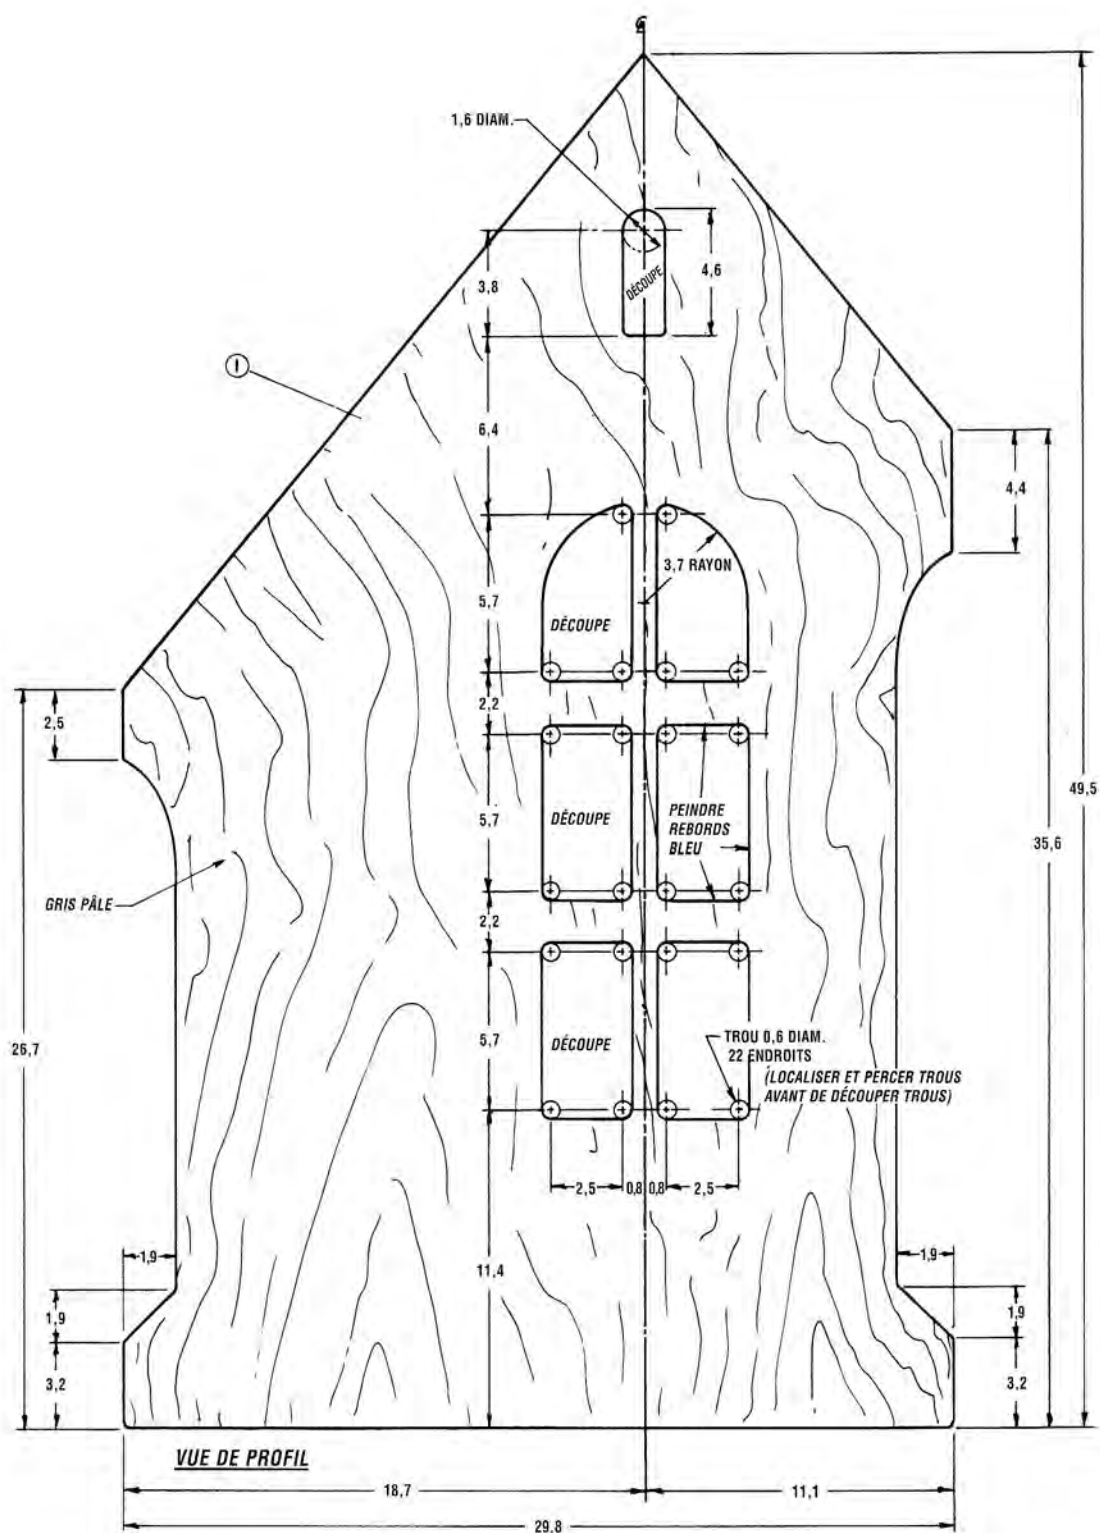 ℄
1,6 DIAM.
3,8
4,6
DÉCOUPE
1
6,4
4,4
3,7 RAYON
5,7
DÉCOUPE
2,5
2,2
49,5
5,7
DÉCOUPE
PEINDRE
REBORDS
BLEU
35,6
GRIS PÂLE
2,2
26,7
5,7
DÉCOUPE
TROU 0,6 DIAM.
22 ENDROITS
(LOCALISER ET PERCER TROUS
AVANT DE DÉCOUPER TROUS)
2,5 0,8 0,8 2,5
1,9
1,9
11,4
1,9
1,9
3,2
3,2
VUE DE PROFIL
18,7
11,1
29,8